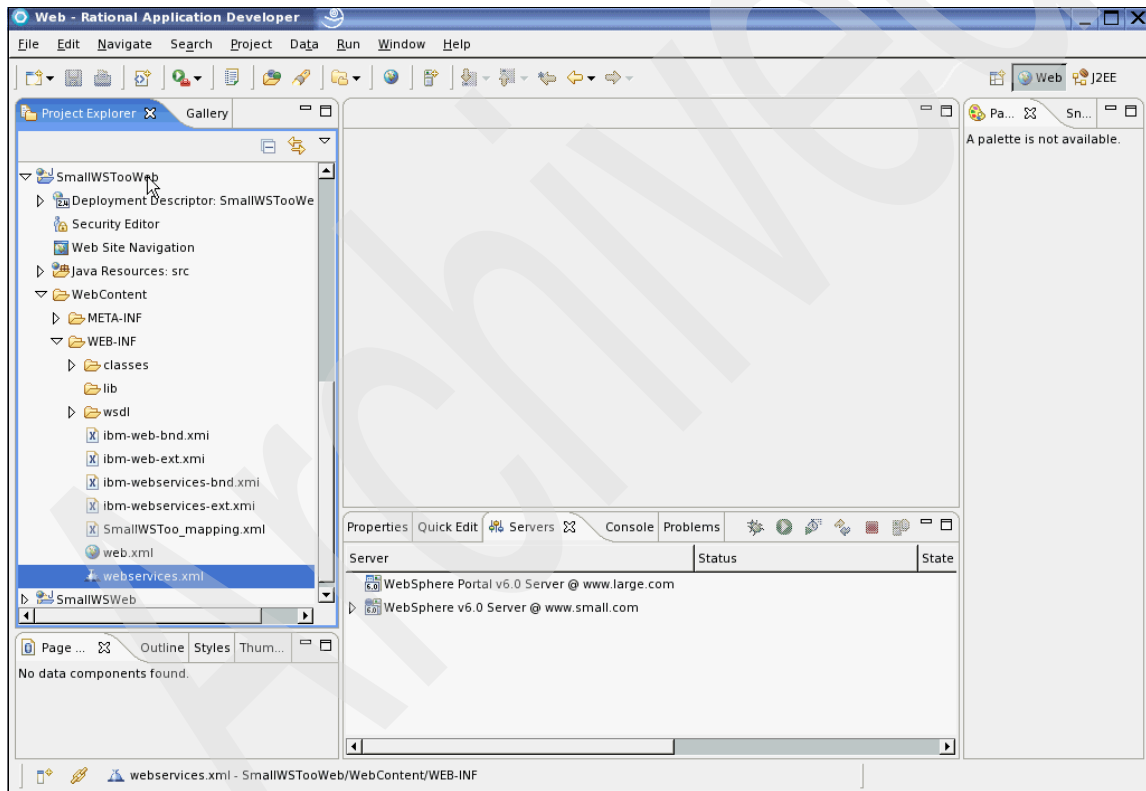 Web - Rational Application Developer
File Edit Navigate Search Project Data Run Window Help
Web J2EE
Project Explorer Gallery
SmallWSTooWeb
Deployment Descriptor: SmallWSTooWe
Security Editor
Web Site Navigation
Java Resources: src
WebContent
META-INF
WEB-INF
classes
lib
wsdl
ibm-web-bnd.xmi
ibm-web-ext.xmi
ibm-webservices-bnd.xmi
ibm-webservices-ext.xmi
SmallWSToo_mapping.xml
web.xml
webservices.xml
SmallWSWeb
Page ... Outline Styles Thum...
No data components found.
Pa... Sn...
A palette is not available.
Properties Quick Edit Servers Console Problems
Server Status State
WebSphere Portal v6.0 Server @ www.large.com
WebSphere v6.0 Server @ www.small.com
webservices.xml - SmallWSTooWeb/WebContent/WEB-INF
Archive